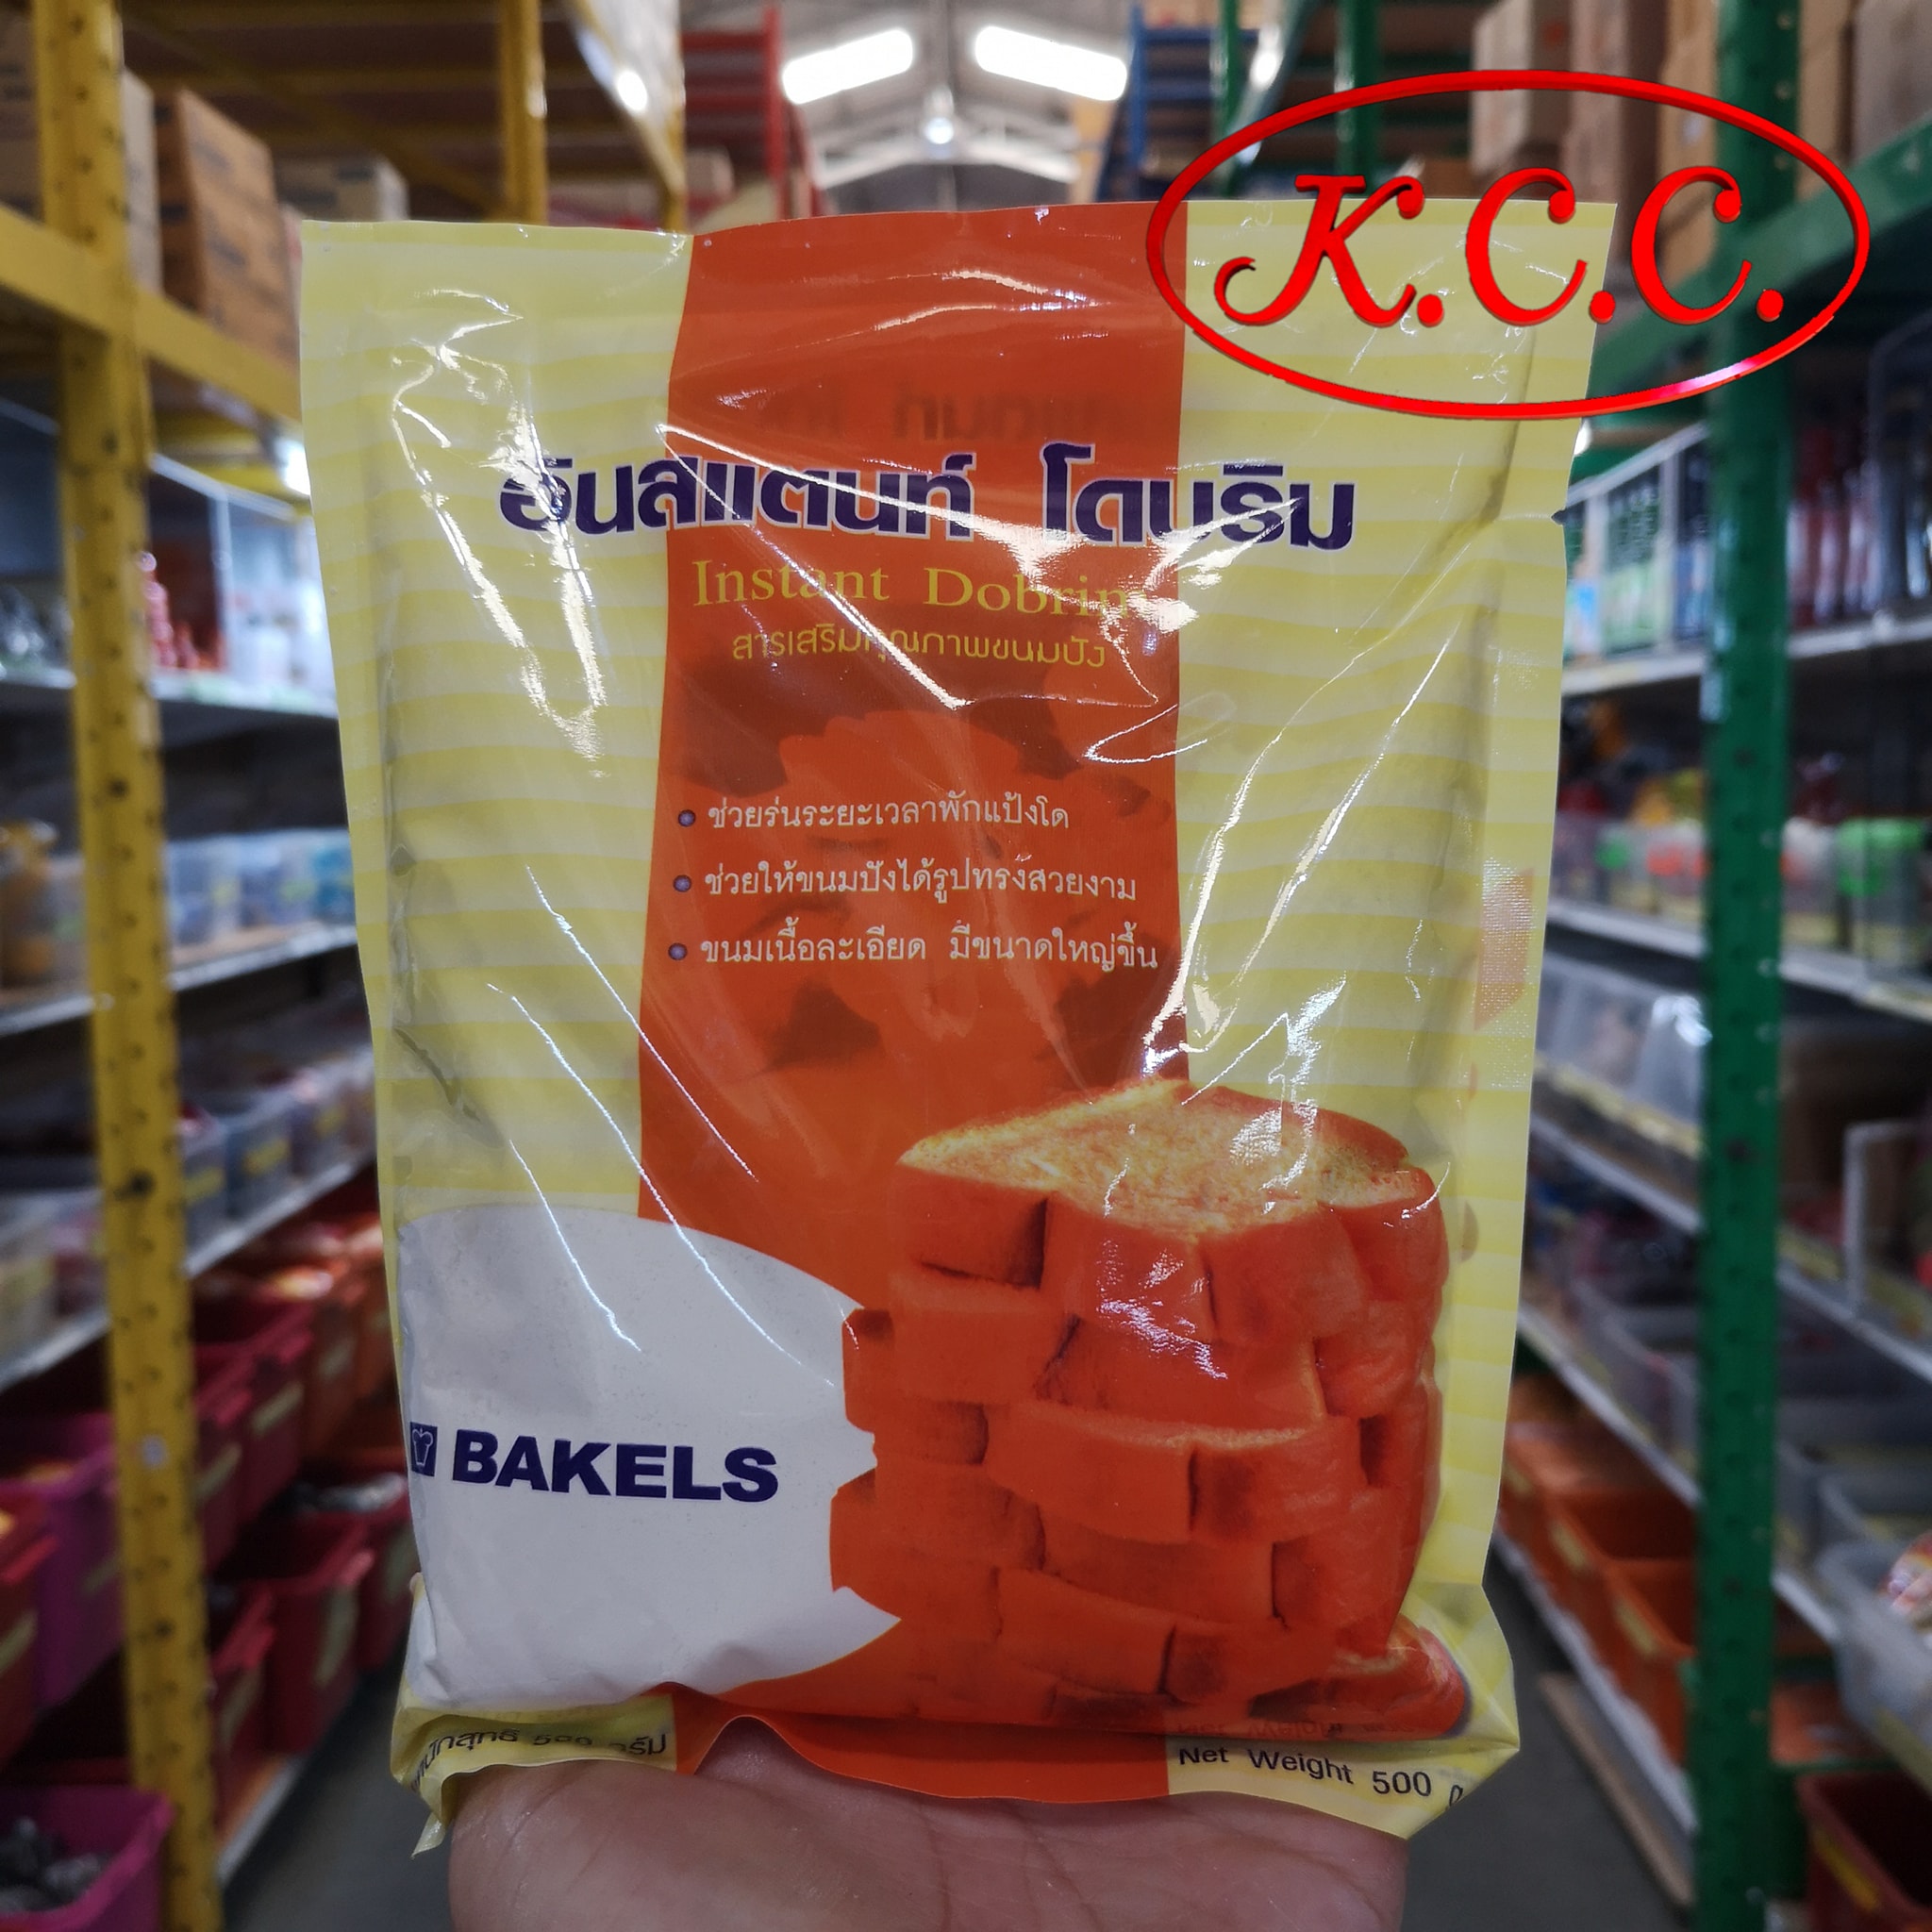 K.C.C.
อินสแตนท์ โดบริม
Instant Dobrim
สารเสริมคุณภาพขนมปัง
ช่วยร่นระยะเวลาพักแป้งโด
ช่วยให้ขนมปังได้รูปทรงสวยงาม
ขนมเนื้อละเอียด มีขนาดใหญ่ขึ้น
BAKELS
500 กรัม
Net Weight 500 g